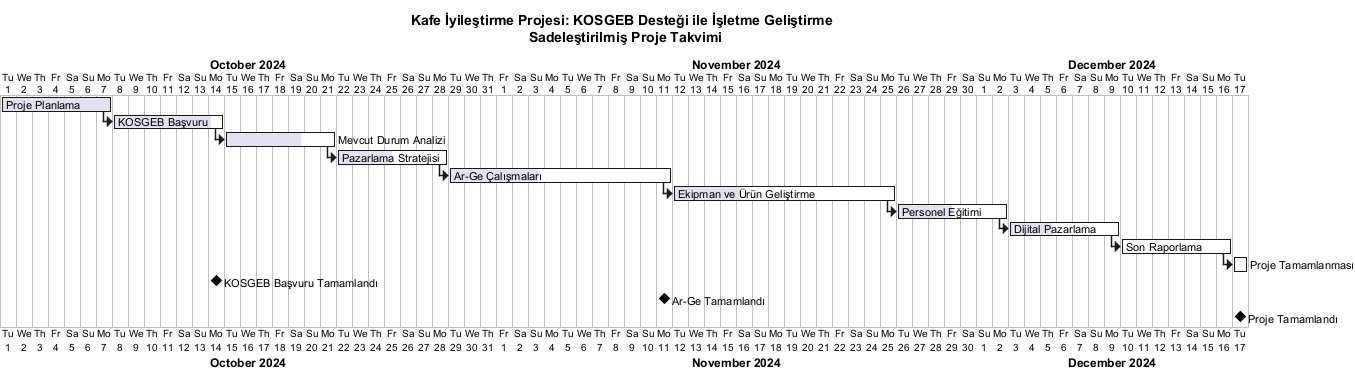 Kafe İyileştirme Projesi: KOSGEB Desteği ile İşletme Geliştirme
Sadeleştirilmiş Proje Takvimi
October 2024 November 2024 December 2024
Tu We Th Fr Sa Su Mo Tu We Th Fr Sa Su Mo Tu We Th Fr Sa Su Mo Tu We Th Fr Sa Su Mo Tu We Th Fr Sa Su Mo Tu We Th Fr Sa Su Mo Tu We Th Fr Sa Su Mo Tu We Th Fr Sa Su Mo Tu We Th Fr Sa Su Mo Tu We Th Fr Sa Su Mo Tu We Th Fr Sa Su Mo Tu
1 2 3 4 5 6 7 8 9 10 11 12 13 14 15 16 17 18 19 20 21 22 23 24 25 26 27 28 29 30 31 1 2 3 4 5 6 7 8 9 10 11 12 13 14 15 16 17 18 19 20 21 22 23 24 25 26 27 28 29 30 1 2 3 4 5 6 7 8 9 10 11 12 13 14 15 16 17
Proje Planlama
KOSGEB Başvuru
Mevcut Durum Analizi
Pazarlama Stratejisi
Ar-Ge Çalışmaları
Ekipman ve Ürün Geliştirme
Personel Eğitimi
Dijital Pazarlama
Son Raporlama
Proje Tamamlanması
KOSGEB Başvuru Tamamlandı
Ar-Ge Tamamlandı
Proje Tamamlandı
Tu We Th Fr Sa Su Mo Tu We Th Fr Sa Su Mo Tu We Th Fr Sa Su Mo Tu We Th Fr Sa Su Mo Tu We Th Fr Sa Su Mo Tu We Th Fr Sa Su Mo Tu We Th Fr Sa Su Mo Tu We Th Fr Sa Su Mo Tu We Th Fr Sa Su Mo Tu We Th Fr Sa Su Mo Tu We Th Fr Sa Su Mo Tu
1 2 3 4 5 6 7 8 9 10 11 12 13 14 15 16 17 18 19 20 21 22 23 24 25 26 27 28 29 30 31 1 2 3 4 5 6 7 8 9 10 11 12 13 14 15 16 17 18 19 20 21 22 23 24 25 26 27 28 29 30 1 2 3 4 5 6 7 8 9 10 11 12 13 14 15 16 17
October 2024 November 2024 December 2024